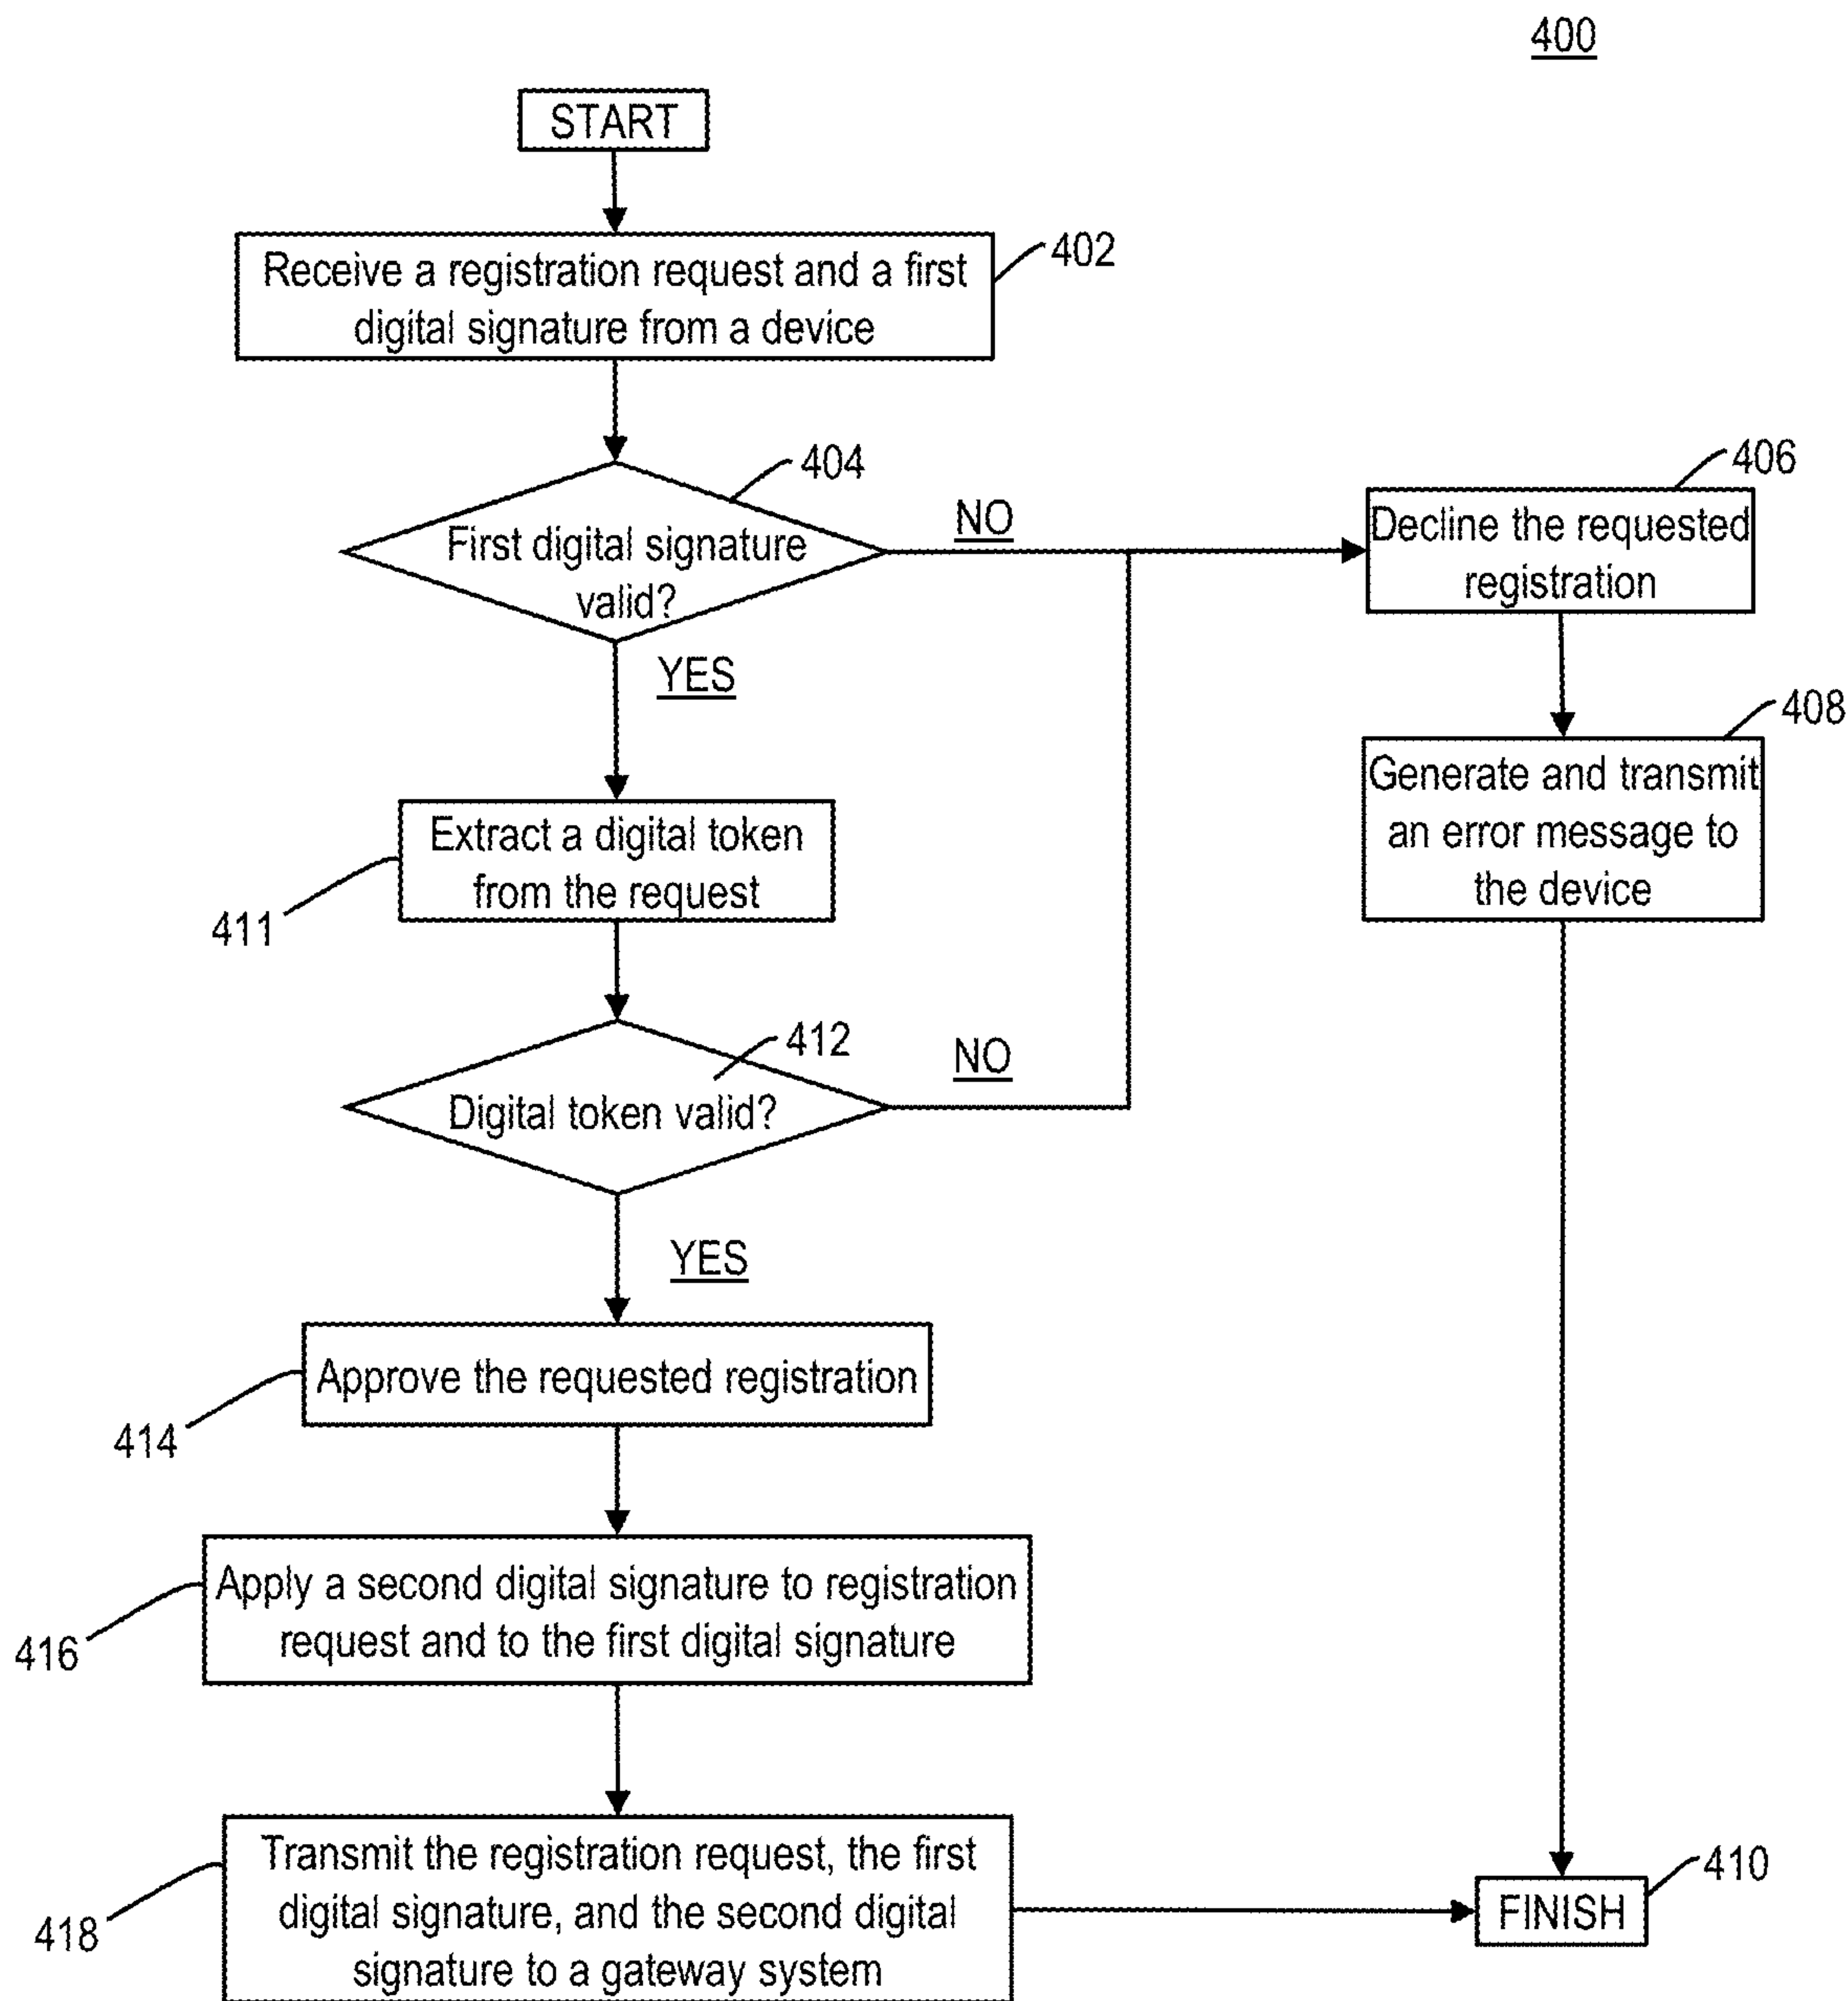 400
START
402
Receive a registration request and a first
digital signature from a device
404
First digital signature
valid?
NO
YES
406
Decline the requested
registration
408
Generate and transmit
an error message to
the device
Extract a digital token
from the request
411
412
Digital token valid?
NO
YES
Approve the requested registration
414
Apply a second digital signature to registration
request and to the first digital signature
416
Transmit the registration request, the first
digital signature, and the second digital
signature to a gateway system
418
410
FINISH